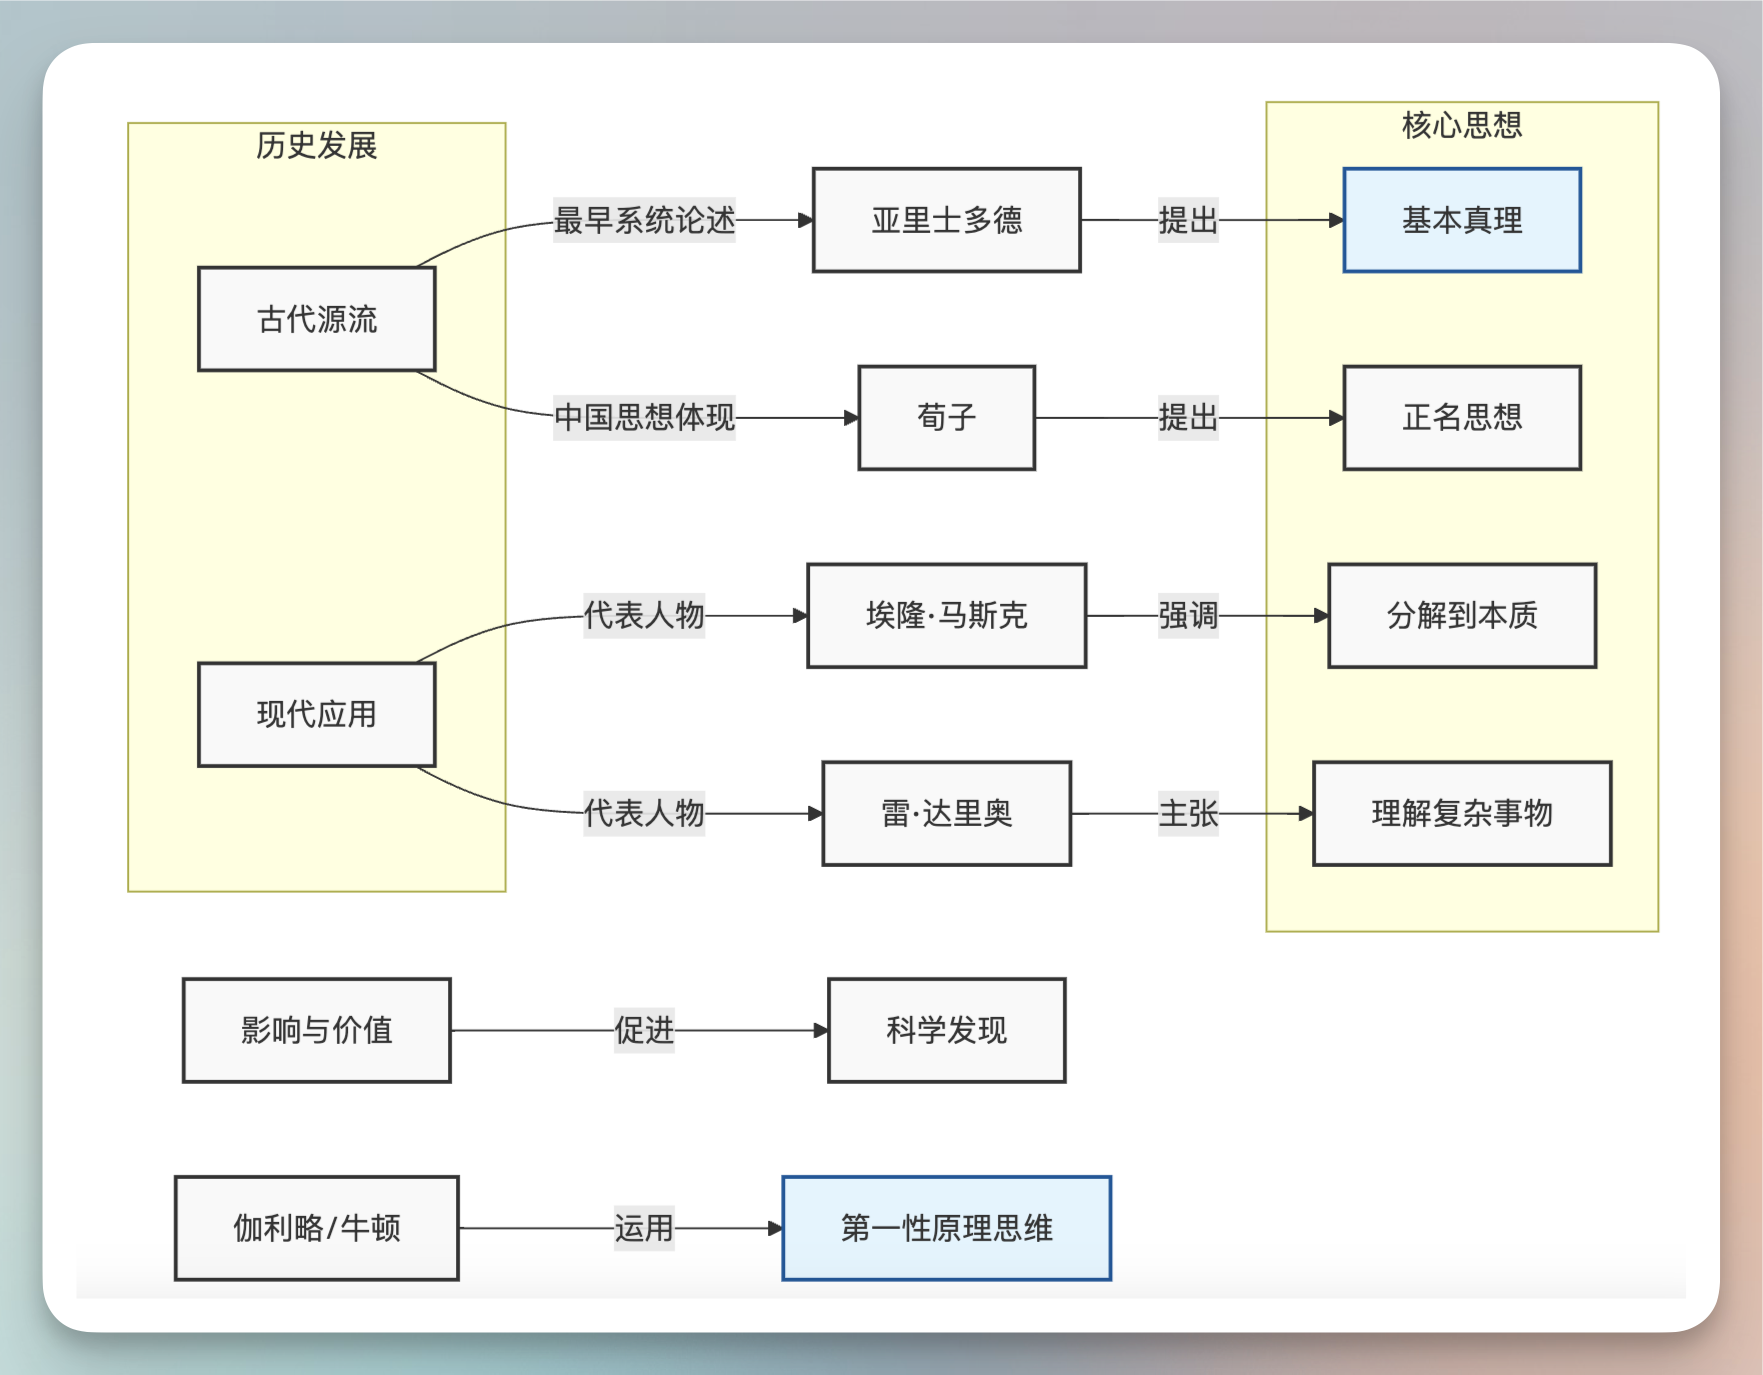 历史发展
核心思想
最早系统论述
亚里士多德
提出
基本真理
古代源流
中国思想体现
荀子
提出
正名思想
代表人物
埃隆·马斯克
强调
分解到本质
现代应用
代表人物
雷·达里奥
主张
理解复杂事物
影响与价值
促进
科学发现
伽利略/牛顿
运用
第一性原理思维